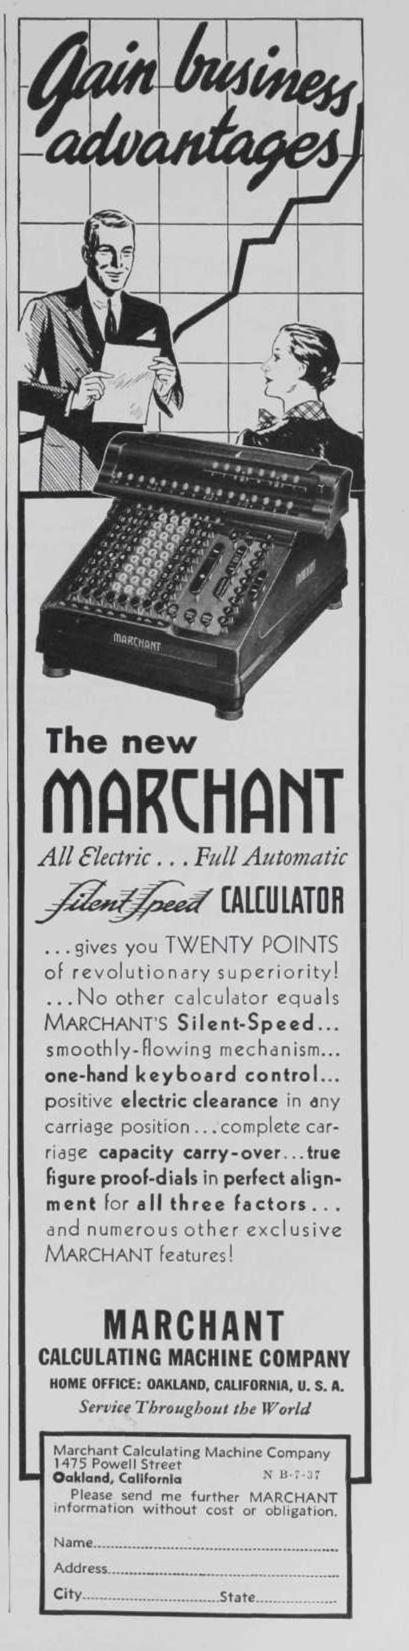 Gain business
advantages
MARCHANT
The new
MARCHANT
All Electric . . . Full Automatic
Silent Speed CALCULATOR
...gives you TWENTY POINTS
of revolutionary superiority!
...No other calculator equals
MARCHANT'S Silent-Speed...
smoothly-flowing mechanism...
one-hand keyboard control...
positive electric clearance in any
carriage position...complete car-
riage capacity carry-over...true
figure proof-dials in perfect align-
ment for all three factors...
and numerous other exclusive
MARCHANT features!
MARCHANT
CALCULATING MACHINE COMPANY
HOME OFFICE: OAKLAND, CALIFORNIA, U. S. A.
Service Throughout the World
Marchant Calculating Machine Company
1475 Powell Street
Oakland, California N B-7-37
Please send me further MARCHANT
information without cost or obligation.
Name
Address
City State